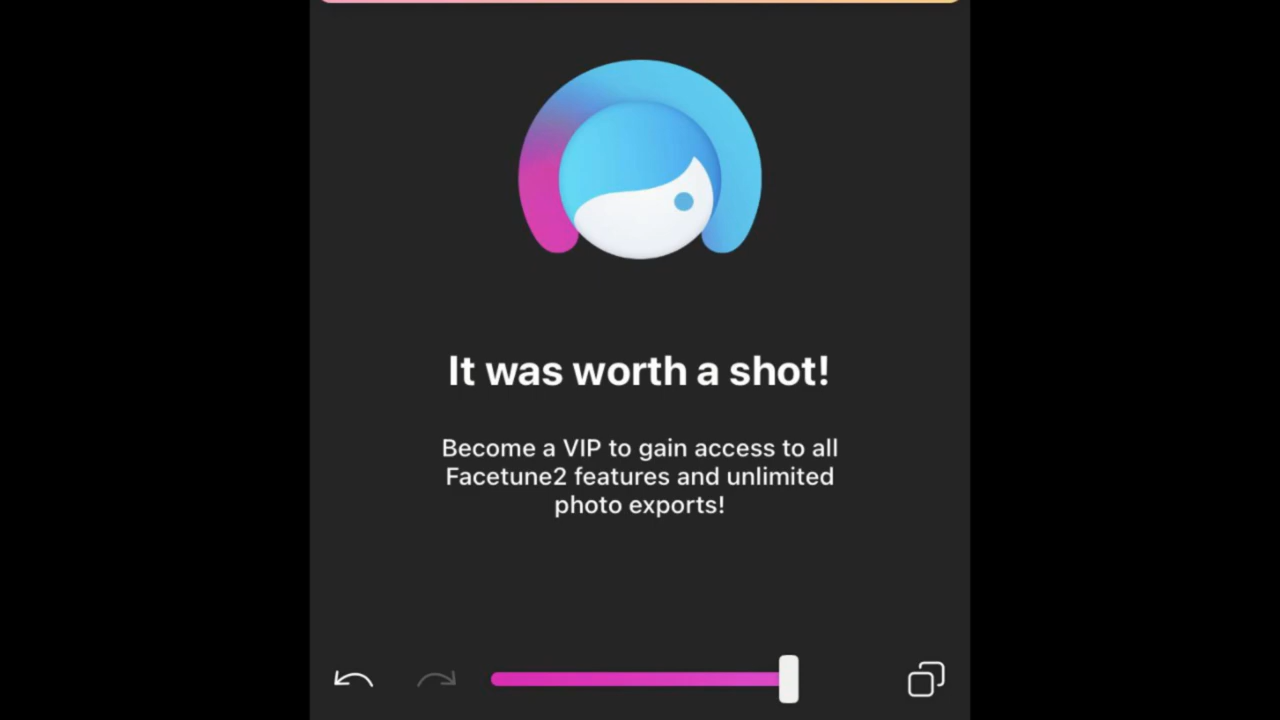 It was worth a shot!
Become a VIP to gain access to all
Facetune2 features and unlimited
photo exports!